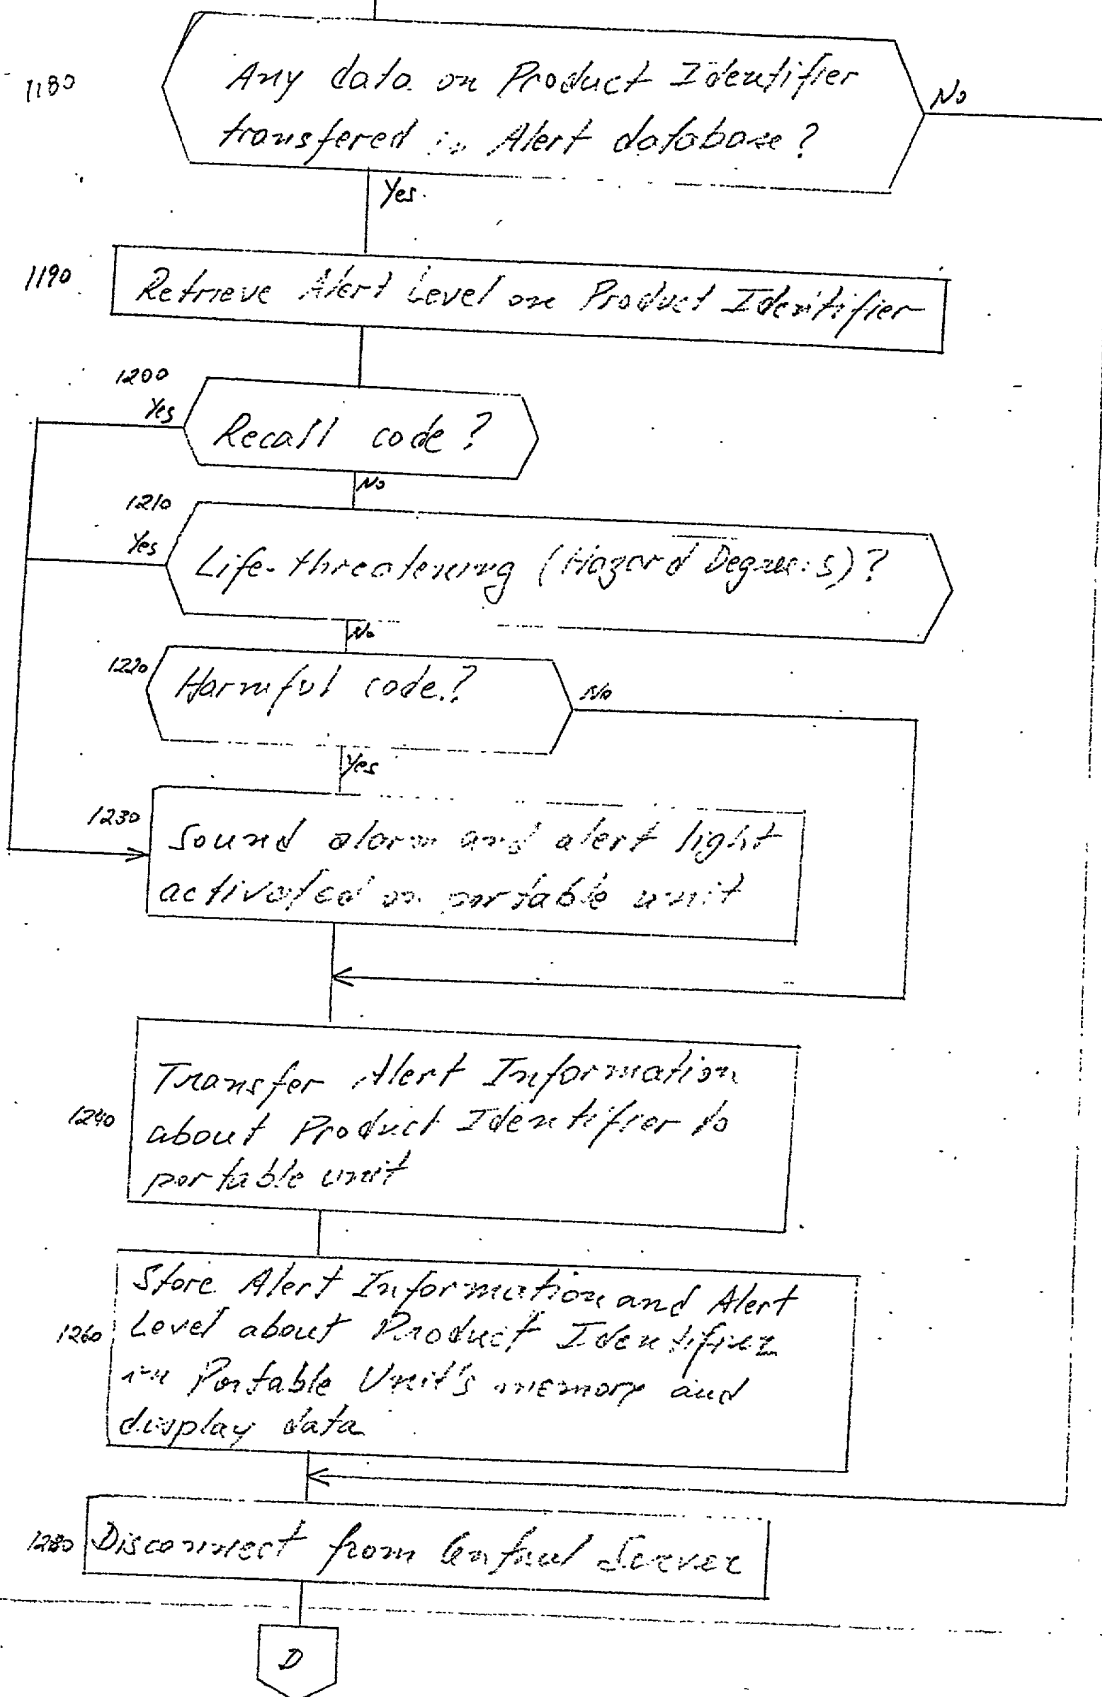 1180
Any data on Product Identifier
transfered in Alert database?
No
Yes.
1190
Retrieve Alert Level on Product Identifier
1200
Yes
Recall code?
No
1210
Yes
Life-threatening (Hazard Degree: 5)?
No
1220
Harmful code?
No
Yes
1230
Sound alarm and alert light
activated on portable unit
1240
Transfer Alert Information
about Product Identifier to
portable unit
1260
Store Alert Information and Alert
Level about Product Identifier
in Portable Unit's memory and
display data
1280
Disconnect from Central Server
D